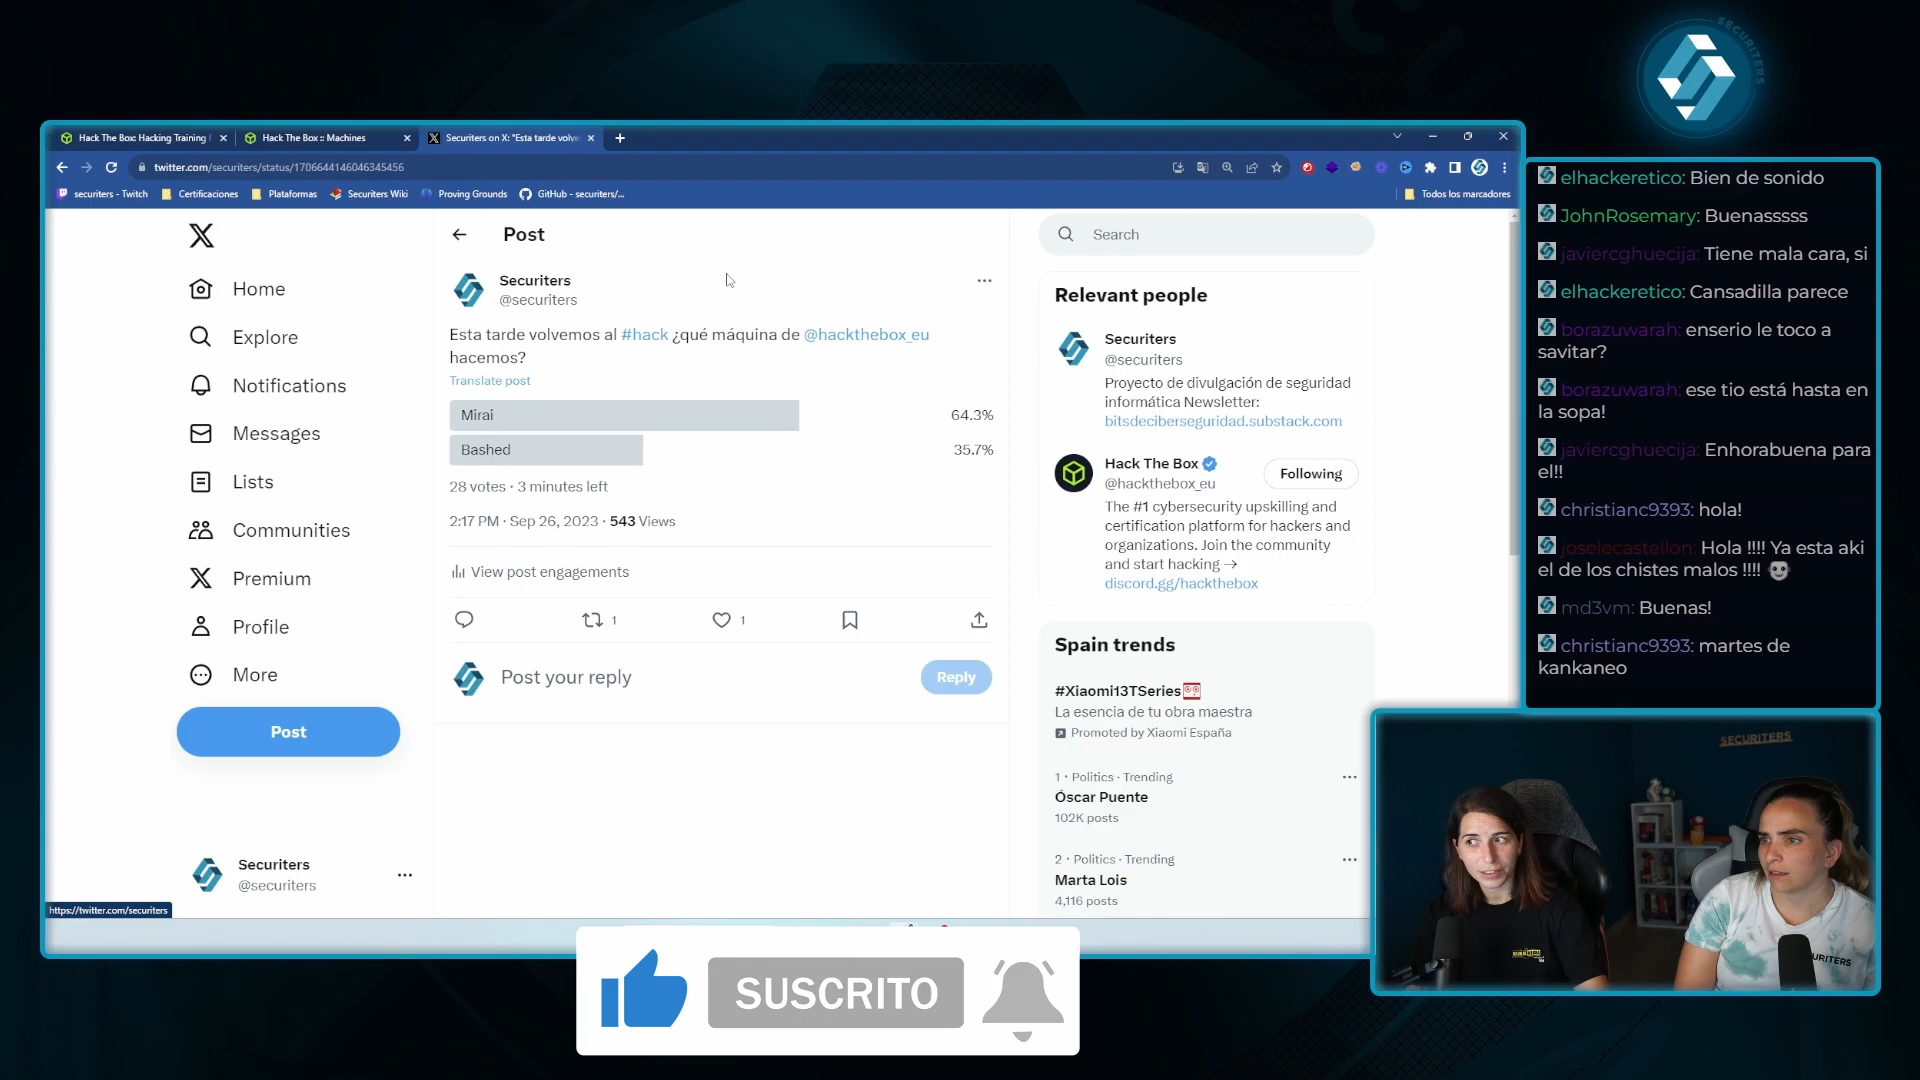 SECURITERS
Hack The Box: Hacking Training
Hack The Box :: Machines
Securiters on X: "Esta tarde volve
twitter.com/securiters/status/1706644146046345456
securiters - Twitch
Certificaciones
Plataformas
Securiters Wiki
Proving Grounds
GitHub - securiters/...
Todos los marcadores
Home
Explore
Notifications
Messages
Lists
Communities
Premium
Profile
More
Post
Securiters
@securiters
https://twitter.com/securiters
Post
Securiters
@securiters
Esta tarde volvemos al #hack ¿qué máquina de @hackthebox_eu
hacemos?
Translate post
Mirai 64.3%
Bashed 35.7%
28 votes · 3 minutes left
2:17 PM · Sep 26, 2023 · 543 Views
View post engagements
1 1
Post your reply
Reply
Search
Relevant people
Securiters
@securiters
Proyecto de divulgación de seguridad
informática Newsletter:
bitsdeciberseguridad.substack.com
Hack The Box
@hackthebox_eu
Following
The #1 cybersecurity upskilling and
certification platform for hackers and
organizations. Join the community
and start hacking →
discord.gg/hackthebox
Spain trends
#Xiaomi13TSeries
La esencia de tu obra maestra
Promoted by Xiaomi España
1 · Politics · Trending
Óscar Puente
102K posts
2 · Politics · Trending
Marta Lois
4,116 posts
elhackeretico: Bien de sonido
JohnRosemary: Buenasssss
javiercghuecija: Tiene mala cara, si
elhackeretico: Cansadilla parece
borazuwarah: enserio le toco a
savitar?
borazuwarah: ese tio está hasta en
la sopa!
javiercghuecija: Enhorabuena para
el!!
christianc9393: hola!
joselecastellon: Hola !!!! Ya esta aki
el de los chistes malos !!!!
md3vm: Buenas!
christianc9393: martes de
kankaneo
SECURITERS
URITERS
SUSCRITO